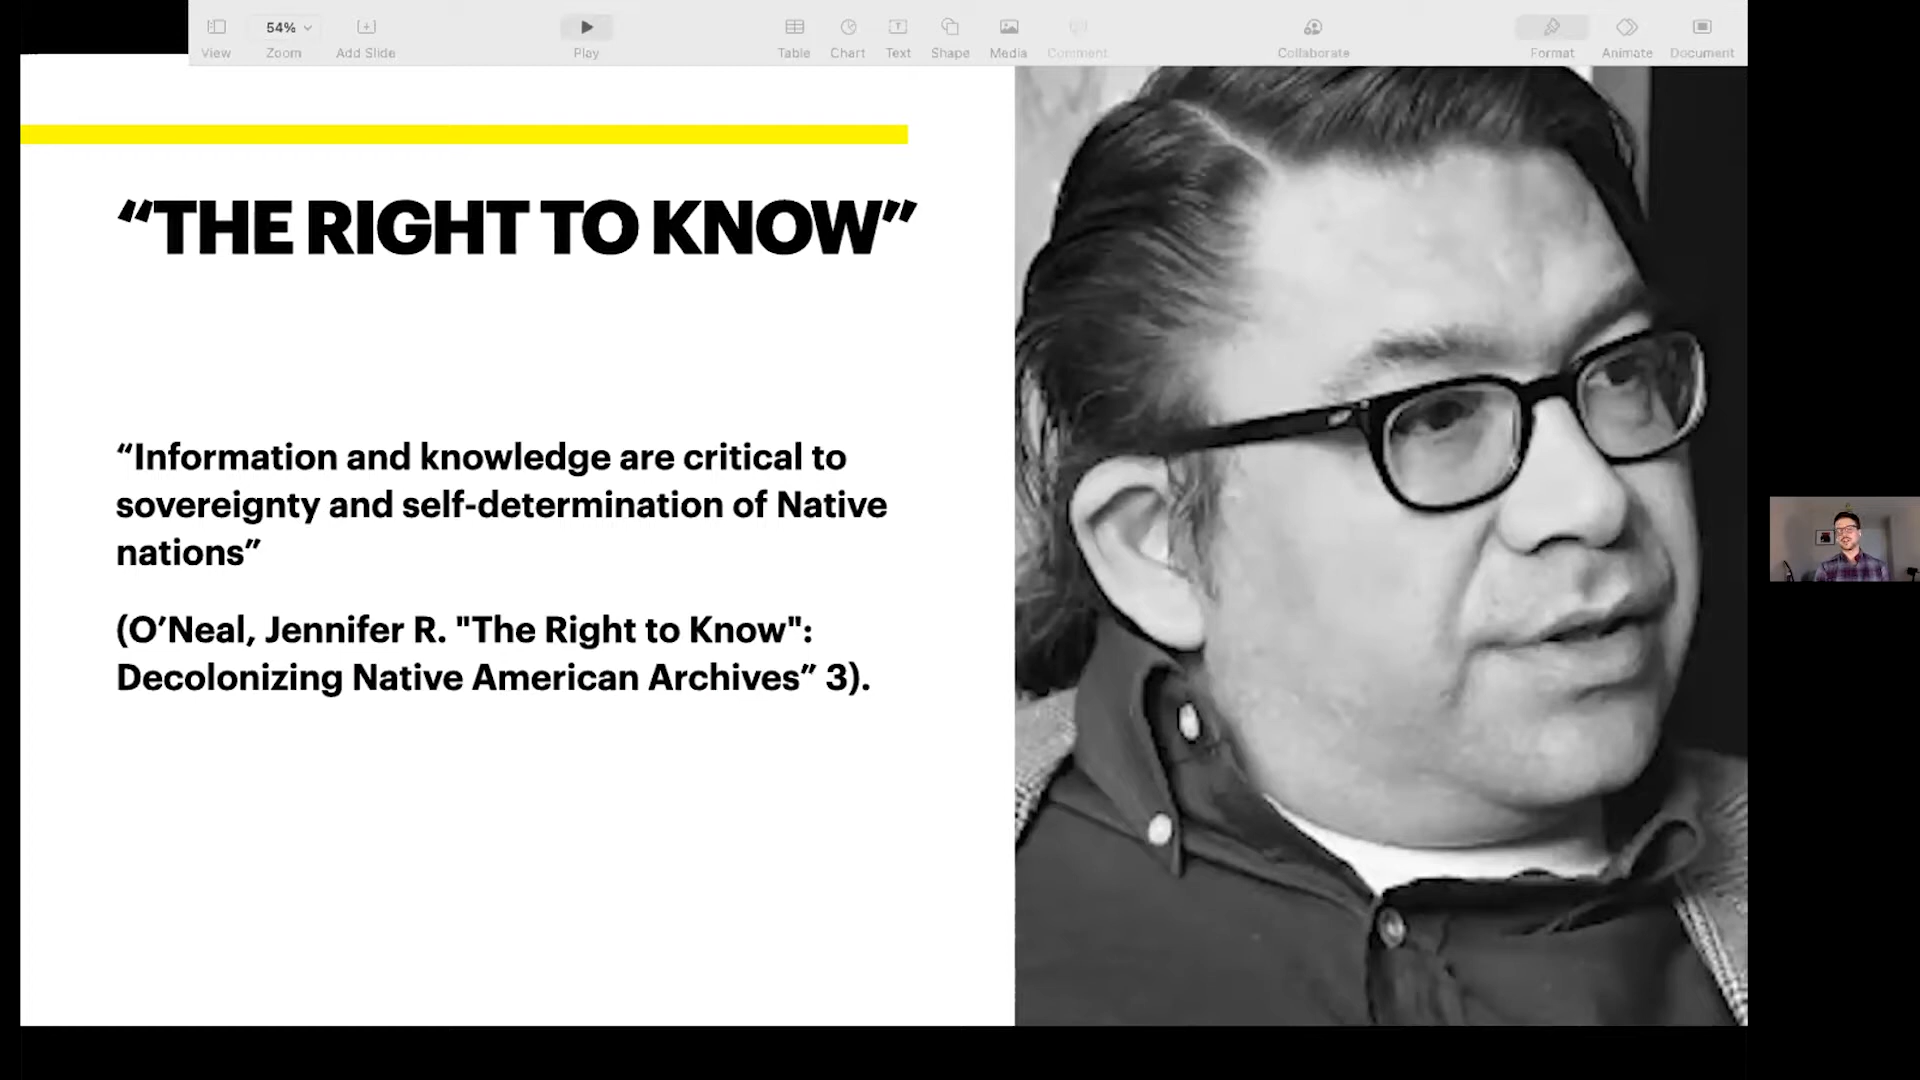 54%
View
Zoom
Add Slide
Play
Table
Chart
Text
Shape
Media
Comment
Collaborate
Format
Animate
Document
“THE RIGHT TO KNOW”
“Information and knowledge are critical to
sovereignty and self-determination of Native
nations”
(O’Neal, Jennifer R. "The Right to Know":
Decolonizing Native American Archives” 3).